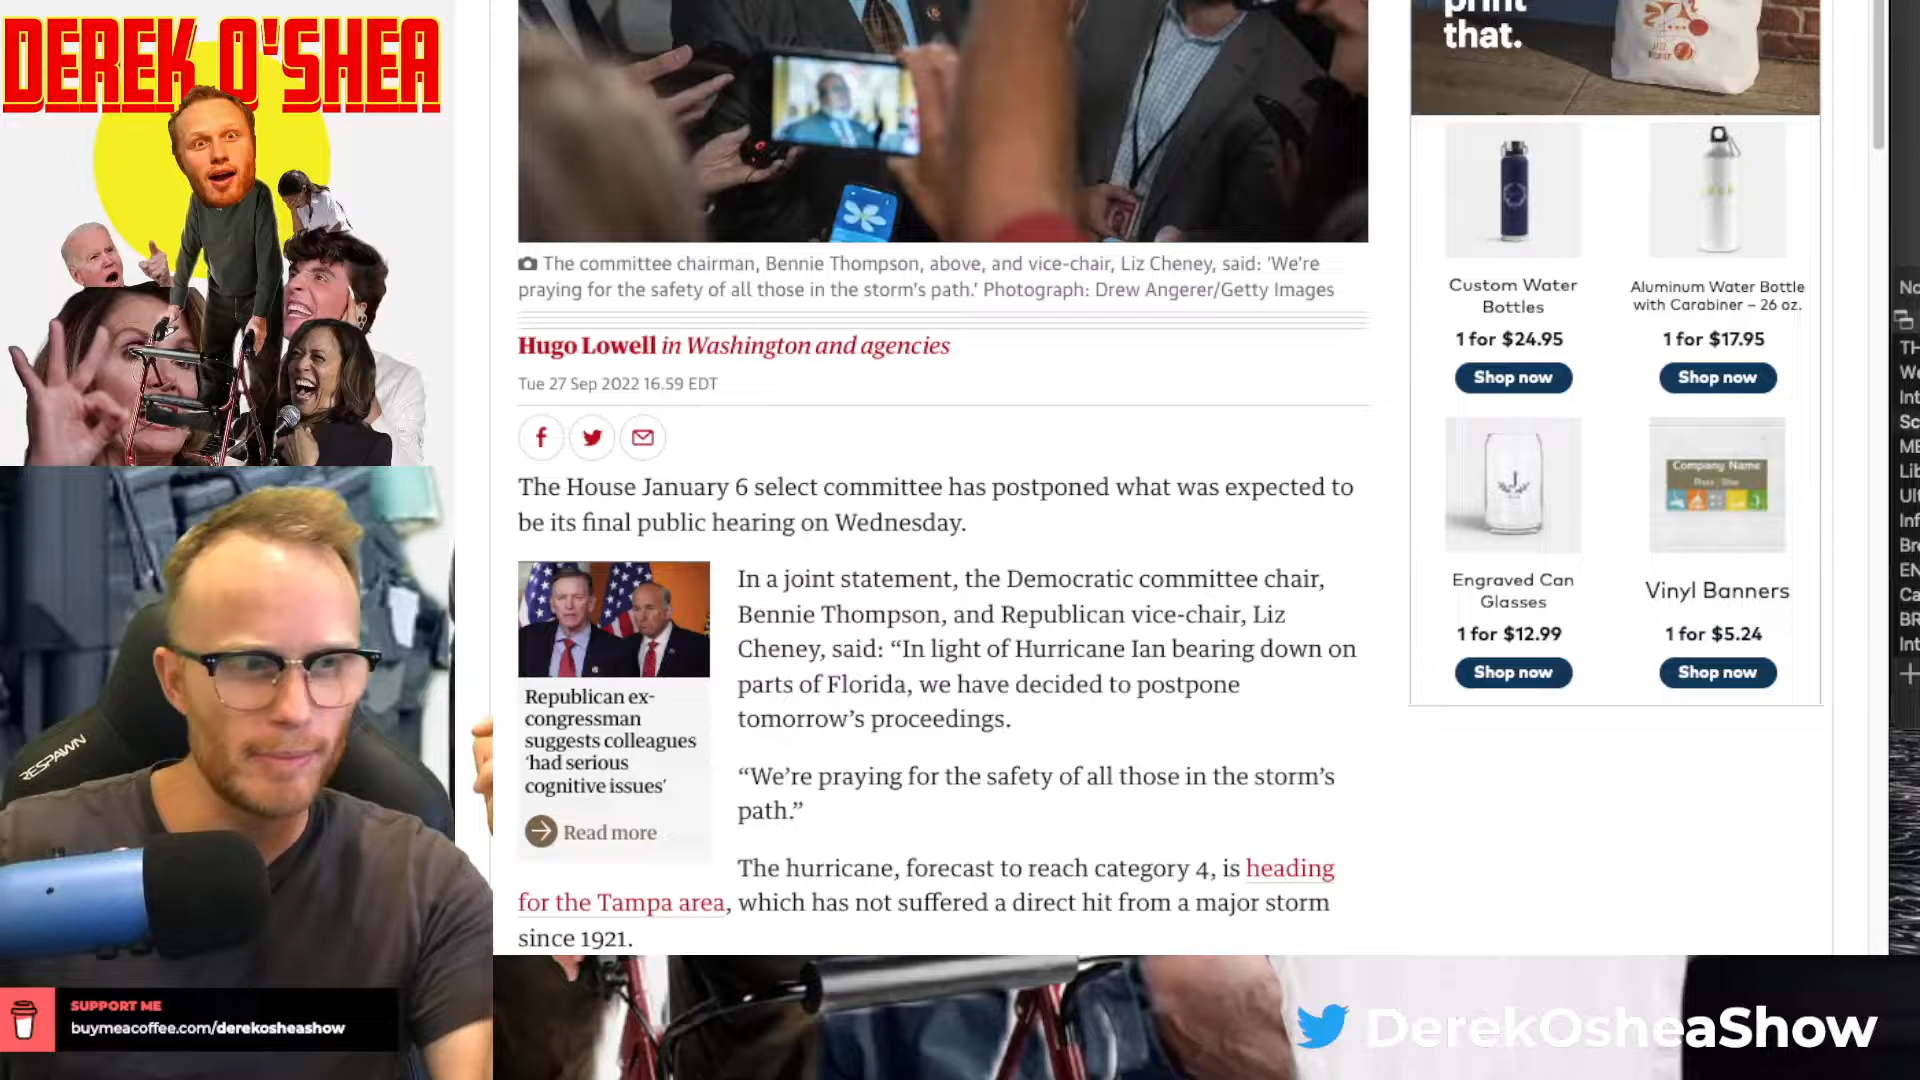 DEREK O'SHEA
RESPAWN
SUPPORT ME
buymeacoffee.com/derekosheashow
The committee chairman, Bennie Thompson, above, and vice-chair, Liz Cheney, said: ‘We're
praying for the safety of all those in the storm's path.’ Photograph: Drew Angerer/Getty Images
Hugo Lowell in Washington and agencies
Tue 27 Sep 2022 16.59 EDT
The House January 6 select committee has postponed what was expected to
be its final public hearing on Wednesday.
Republican ex-
congressman
suggests colleagues
‘had serious
cognitive issues’
Read more
In a joint statement, the Democratic committee chair,
Bennie Thompson, and Republican vice-chair, Liz
Cheney, said: “In light of Hurricane Ian bearing down on
parts of Florida, we have decided to postpone
tomorrow’s proceedings.
“We’re praying for the safety of all those in the storm’s
path.”
The hurricane, forecast to reach category 4, is heading
for the Tampa area, which has not suffered a direct hit from a major storm
since 1921.
print
that.
Custom Water
Bottles
1 for $24.95
Shop now
Aluminum Water Bottle
with Carabiner – 26 oz.
1 for $17.95
Shop now
Engraved Can
Glasses
1 for $12.99
Shop now
Company Name
Vinyl Banners
1 for $5.24
Shop now
DerekOsheaShow